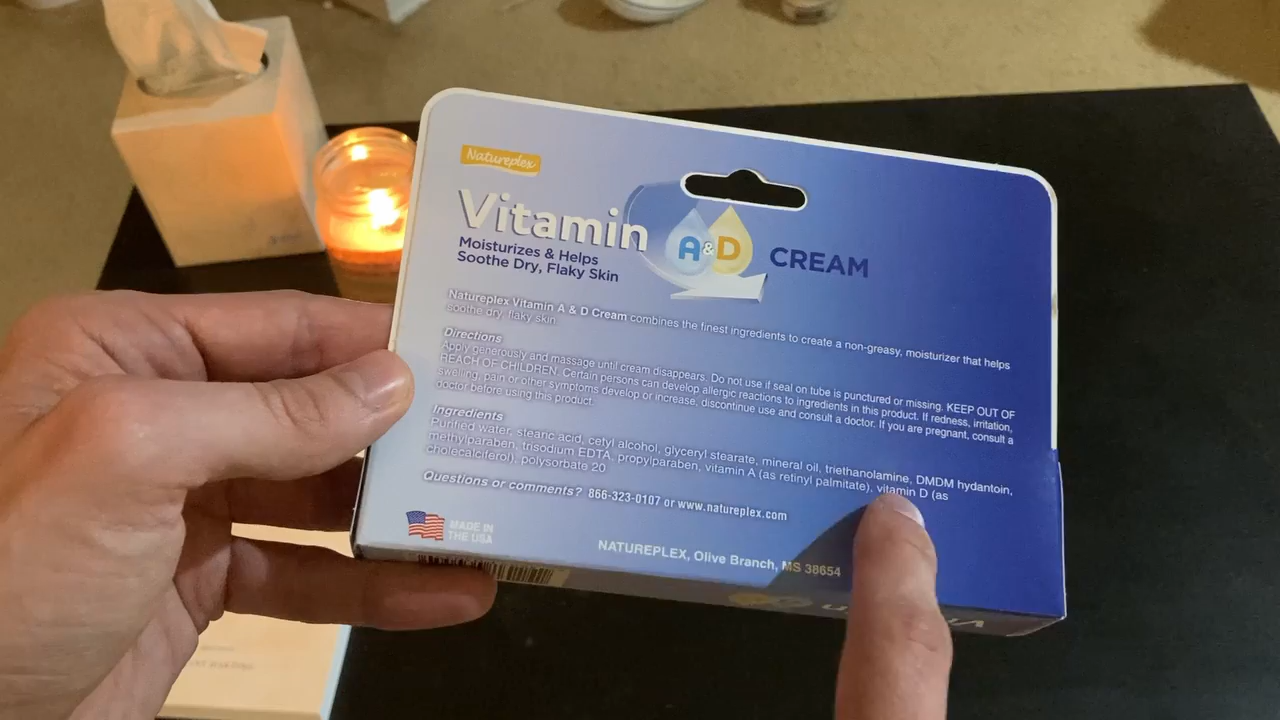 Natureplex
Vitamin A&D CREAM
Moisturizes & Helps
Soothe Dry, Flaky Skin
Natureplex Vitamin A & D Cream combines the finest ingredients to create a non-greasy, moisturizer that helps
soothe dry, flaky skin.
Directions
Apply generously and massage until cream disappears. Do not use if seal on tube is punctured or missing. KEEP OUT OF
REACH OF CHILDREN. Certain persons can develop allergic reactions to ingredients in this product. If redness, irritation,
swelling, pain or other symptoms develop or increase, discontinue use and consult a doctor. If you are pregnant, consult a
doctor before using this product.
Ingredients
Purified water, stearic acid, cetyl alcohol, glyceryl stearate, mineral oil, triethanolamine, DMDM hydantoin,
methylparaben, trisodium EDTA, propylparaben, vitamin A (as retinyl palmitate), vitamin D (as
cholecalciferol), polysorbate 20
Questions or comments? 866-323-0107 or www.natureplex.com
MADE IN
THE USA
NATUREPLEX, Olive Branch, MS 38654